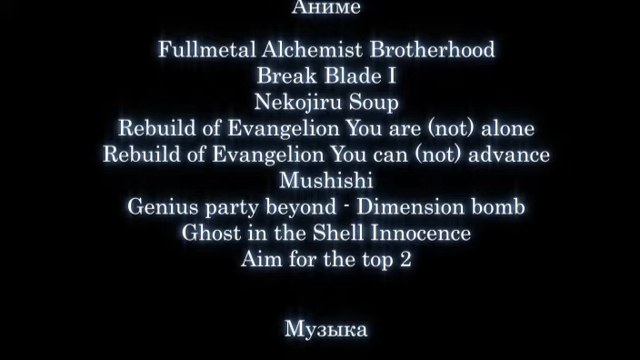 Аниме
Fullmetal Alchemist Brotherhood
Break Blade I
Nekojiru Soup
Rebuild of Evangelion You are (not) alone
Rebuild of Evangelion You can (not) advance
Mushishi
Genius party beyond - Dimension bomb
Ghost in the Shell Innocence
Aim for the top 2
Музыка